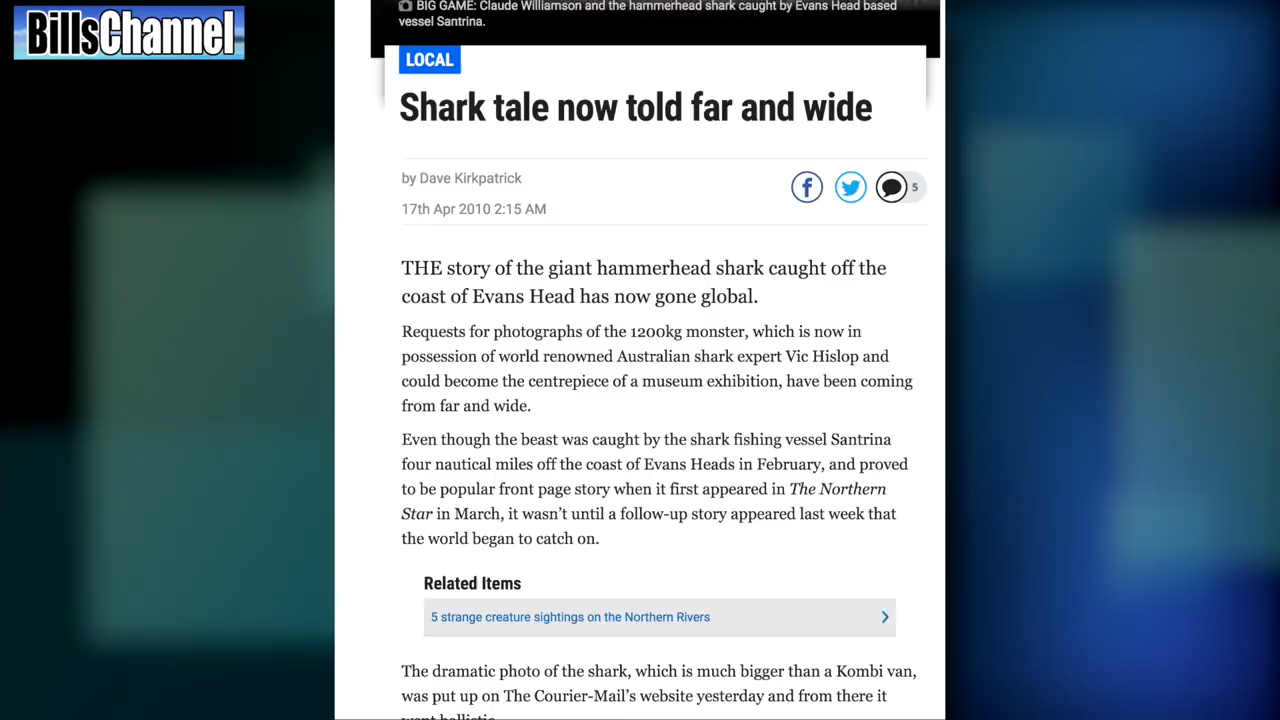 BillsChannel
BIG GAME: Claude Williamson and the hammerhead shark caught by Evans Head based
vessel Santrina.
LOCAL
Shark tale now told far and wide
by Dave Kirkpatrick
17th Apr 2010 2:15 AM
5
THE story of the giant hammerhead shark caught off the
coast of Evans Head has now gone global.
Requests for photographs of the 1200kg monster, which is now in
possession of world renowned Australian shark expert Vic Hislop and
could become the centrepiece of a museum exhibition, have been coming
from far and wide.
Even though the beast was caught by the shark fishing vessel Santrina
four nautical miles off the coast of Evans Heads in February, and proved
to be popular front page story when it first appeared in The Northern
Star in March, it wasn't until a follow-up story appeared last week that
the world began to catch on.
Related Items
5 strange creature sightings on the Northern Rivers
The dramatic photo of the shark, which is much bigger than a Kombi van,
was put up on The Courier-Mail's website yesterday and from there it
went ballistic.